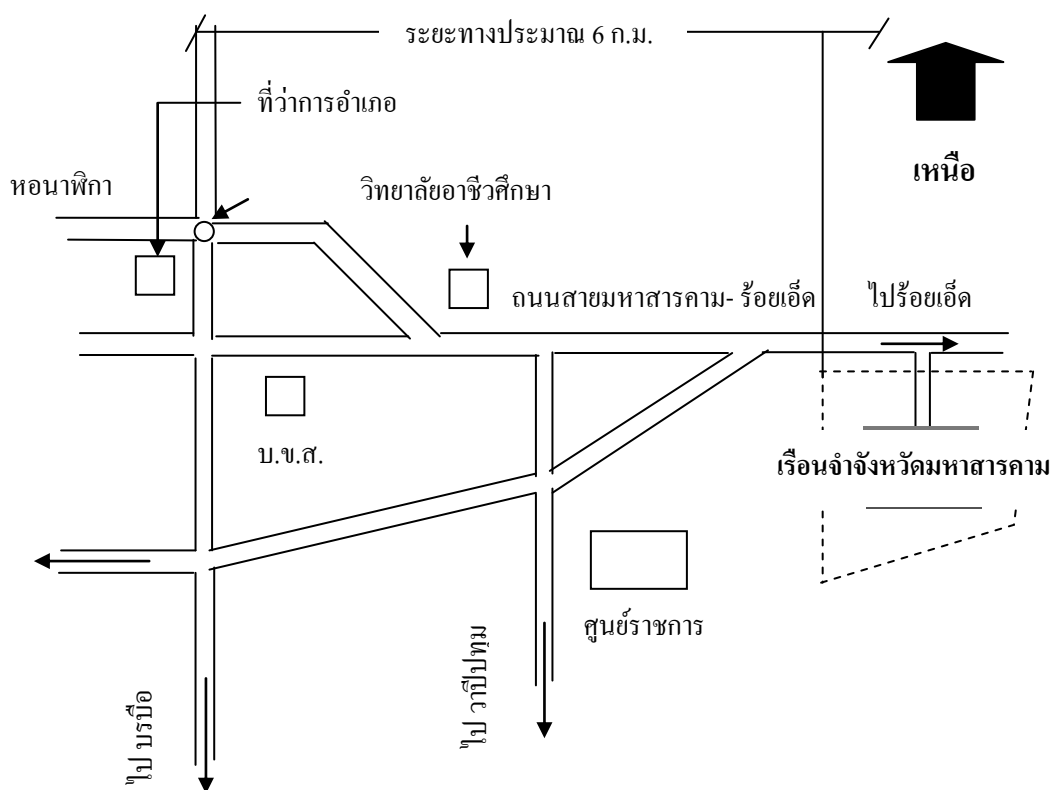 ระยะทางประมาณ 6 ก.ม.
ที่ว่าการอำเภอ
เหนือ
หอนาฬิกา
วิทยาลัยอาชีวศึกษา
ถนนสายมหาสารคาม- ร้อยเอ็ด
ไปร้อยเอ็ด
บ.ข.ส.
เรือนจำจังหวัดมหาสารคาม
ศูนย์ราชการ
ไป บรบือ
ไป วาปีปทุม